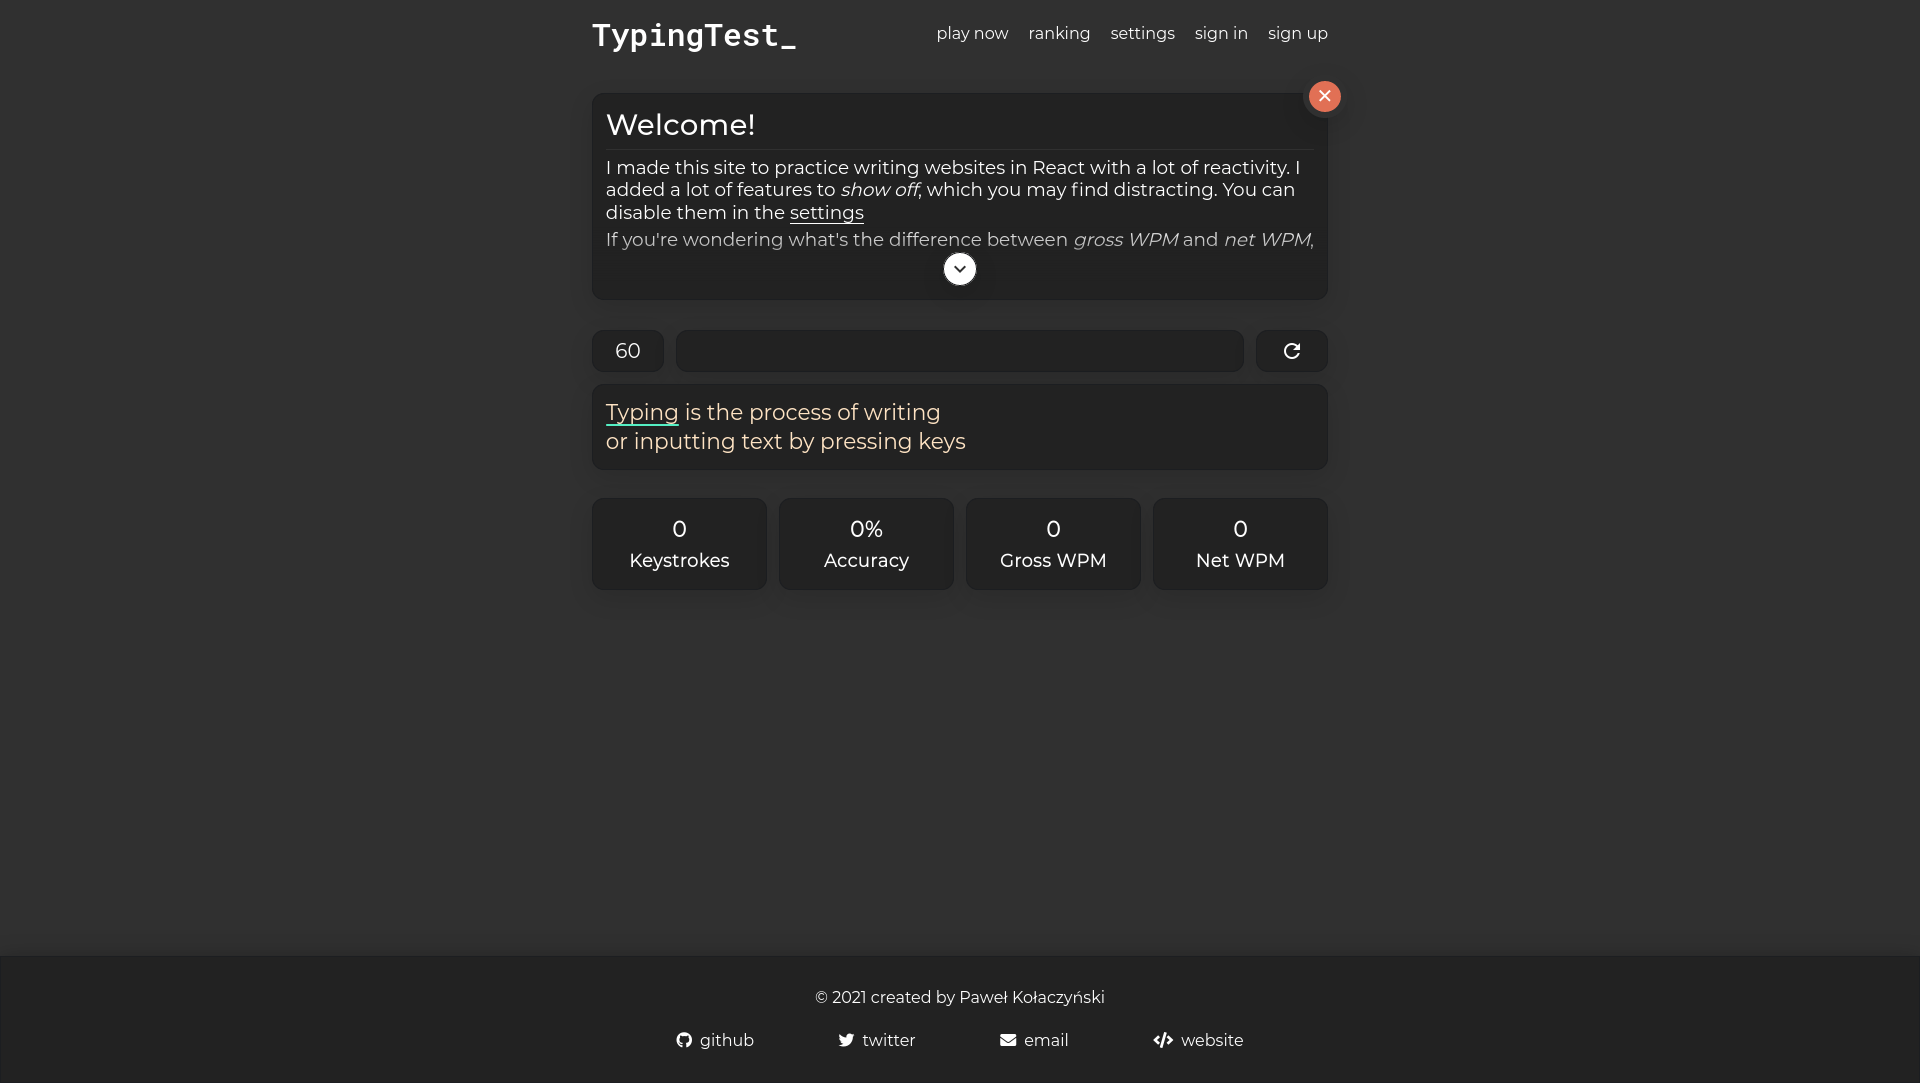 TypingTest_
play now ranking settings sign in sign up
Welcome!
I made this site to practice writing websites in React with a lot of reactivity. I
added a lot of features to show off, which you may find distracting. You can
disable them in the settings
If you're wondering what's the difference between gross WPM and net WPM,
60
Typing is the process of writing
or inputting text by pressing keys
0
Keystrokes
0%
Accuracy
0
Gross WPM
0
Net WPM
© 2021 created by Paweł Kołaczyński
github twitter email website